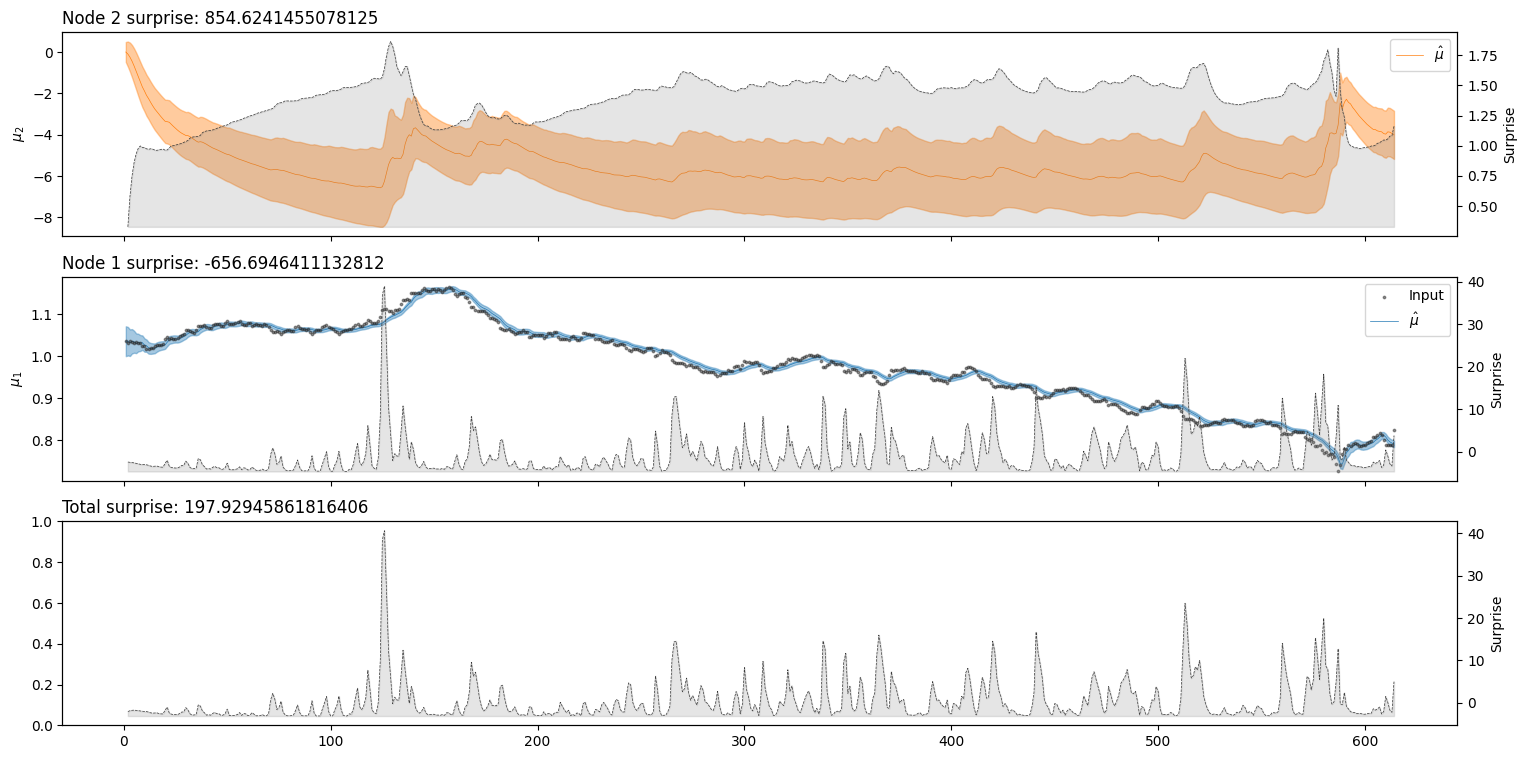 Node 2 surprise: 854.6241455078125
μ̂
0
−2
−4
−6
−8
μ2
1.75
1.50
1.25
1.00
0.75
0.50
Surprise
Node 1 surprise: -656.6946411132812
Input
μ̂
1.1
1.0
0.9
0.8
μ1
40
30
20
10
0
Surprise
Total surprise: 197.92945861816406
1.0
0.8
0.6
0.4
0.2
0.0
40
30
20
10
0
Surprise
0 100 200 300 400 500 600